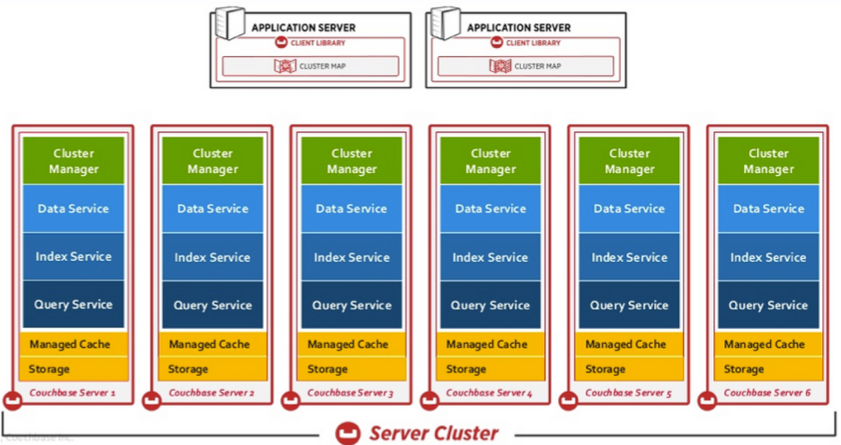 APPLICATION SERVER
CLIENT LIBRARY
CLUSTER MAP
APPLICATION SERVER
CLIENT LIBRARY
CLUSTER MAP
Cluster
Manager
Data Service
Index Service
Query Service
Managed Cache
Storage
Couchbase Server 1
Cluster
Manager
Data Service
Index Service
Query Service
Managed Cache
Storage
Couchbase Server 2
Cluster
Manager
Data Service
Index Service
Query Service
Managed Cache
Storage
Couchbase Server 3
Cluster
Manager
Data Service
Index Service
Query Service
Managed Cache
Storage
Couchbase Server 4
Cluster
Manager
Data Service
Index Service
Query Service
Managed Cache
Storage
Couchbase Server 5
Cluster
Manager
Data Service
Index Service
Query Service
Managed Cache
Storage
Couchbase Server 6
Couchbase Inc.
Server Cluster